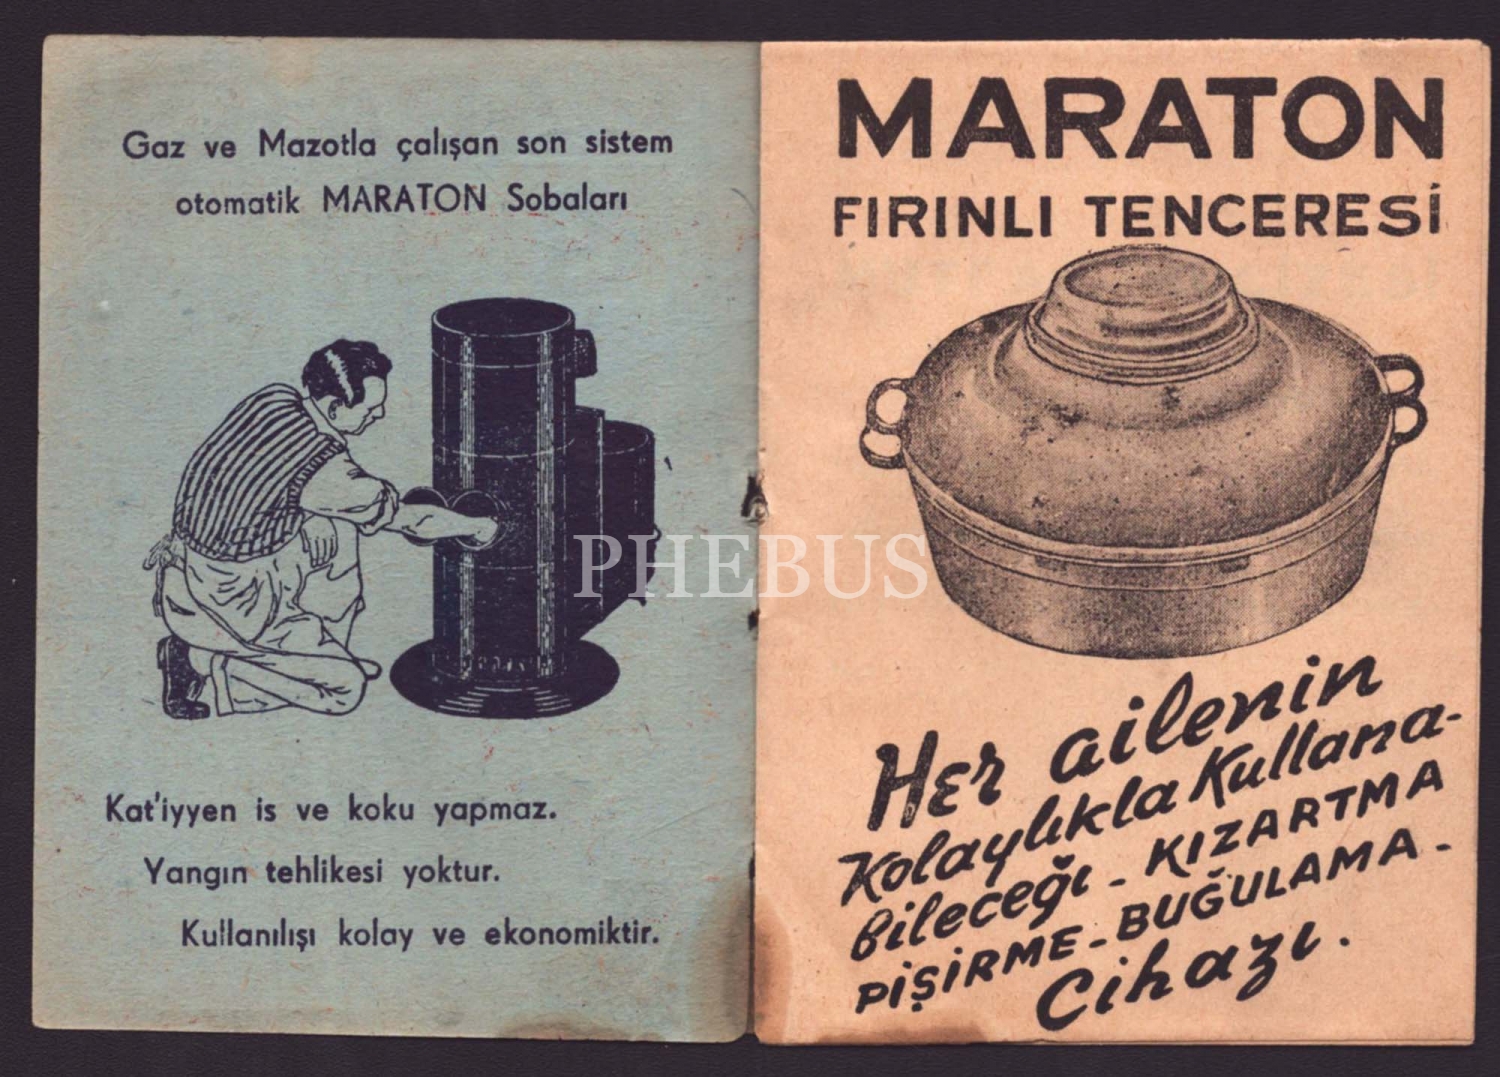 Gaz ve Mazotla çalışan son sistem
otomatik MARATON Sobaları
Kat'iyyen is ve koku yapmaz.
Yangın tehlikesi yoktur.
Kullanılışı kolay ve ekonomiktir.
MARATON
FIRINLI TENCERESİ
Her ailenin
Kolaylıkla Kullana-
bileceği - KIZARTMA
PİŞİRME - BUĞULAMA -
Cihazı.
PHEBUS